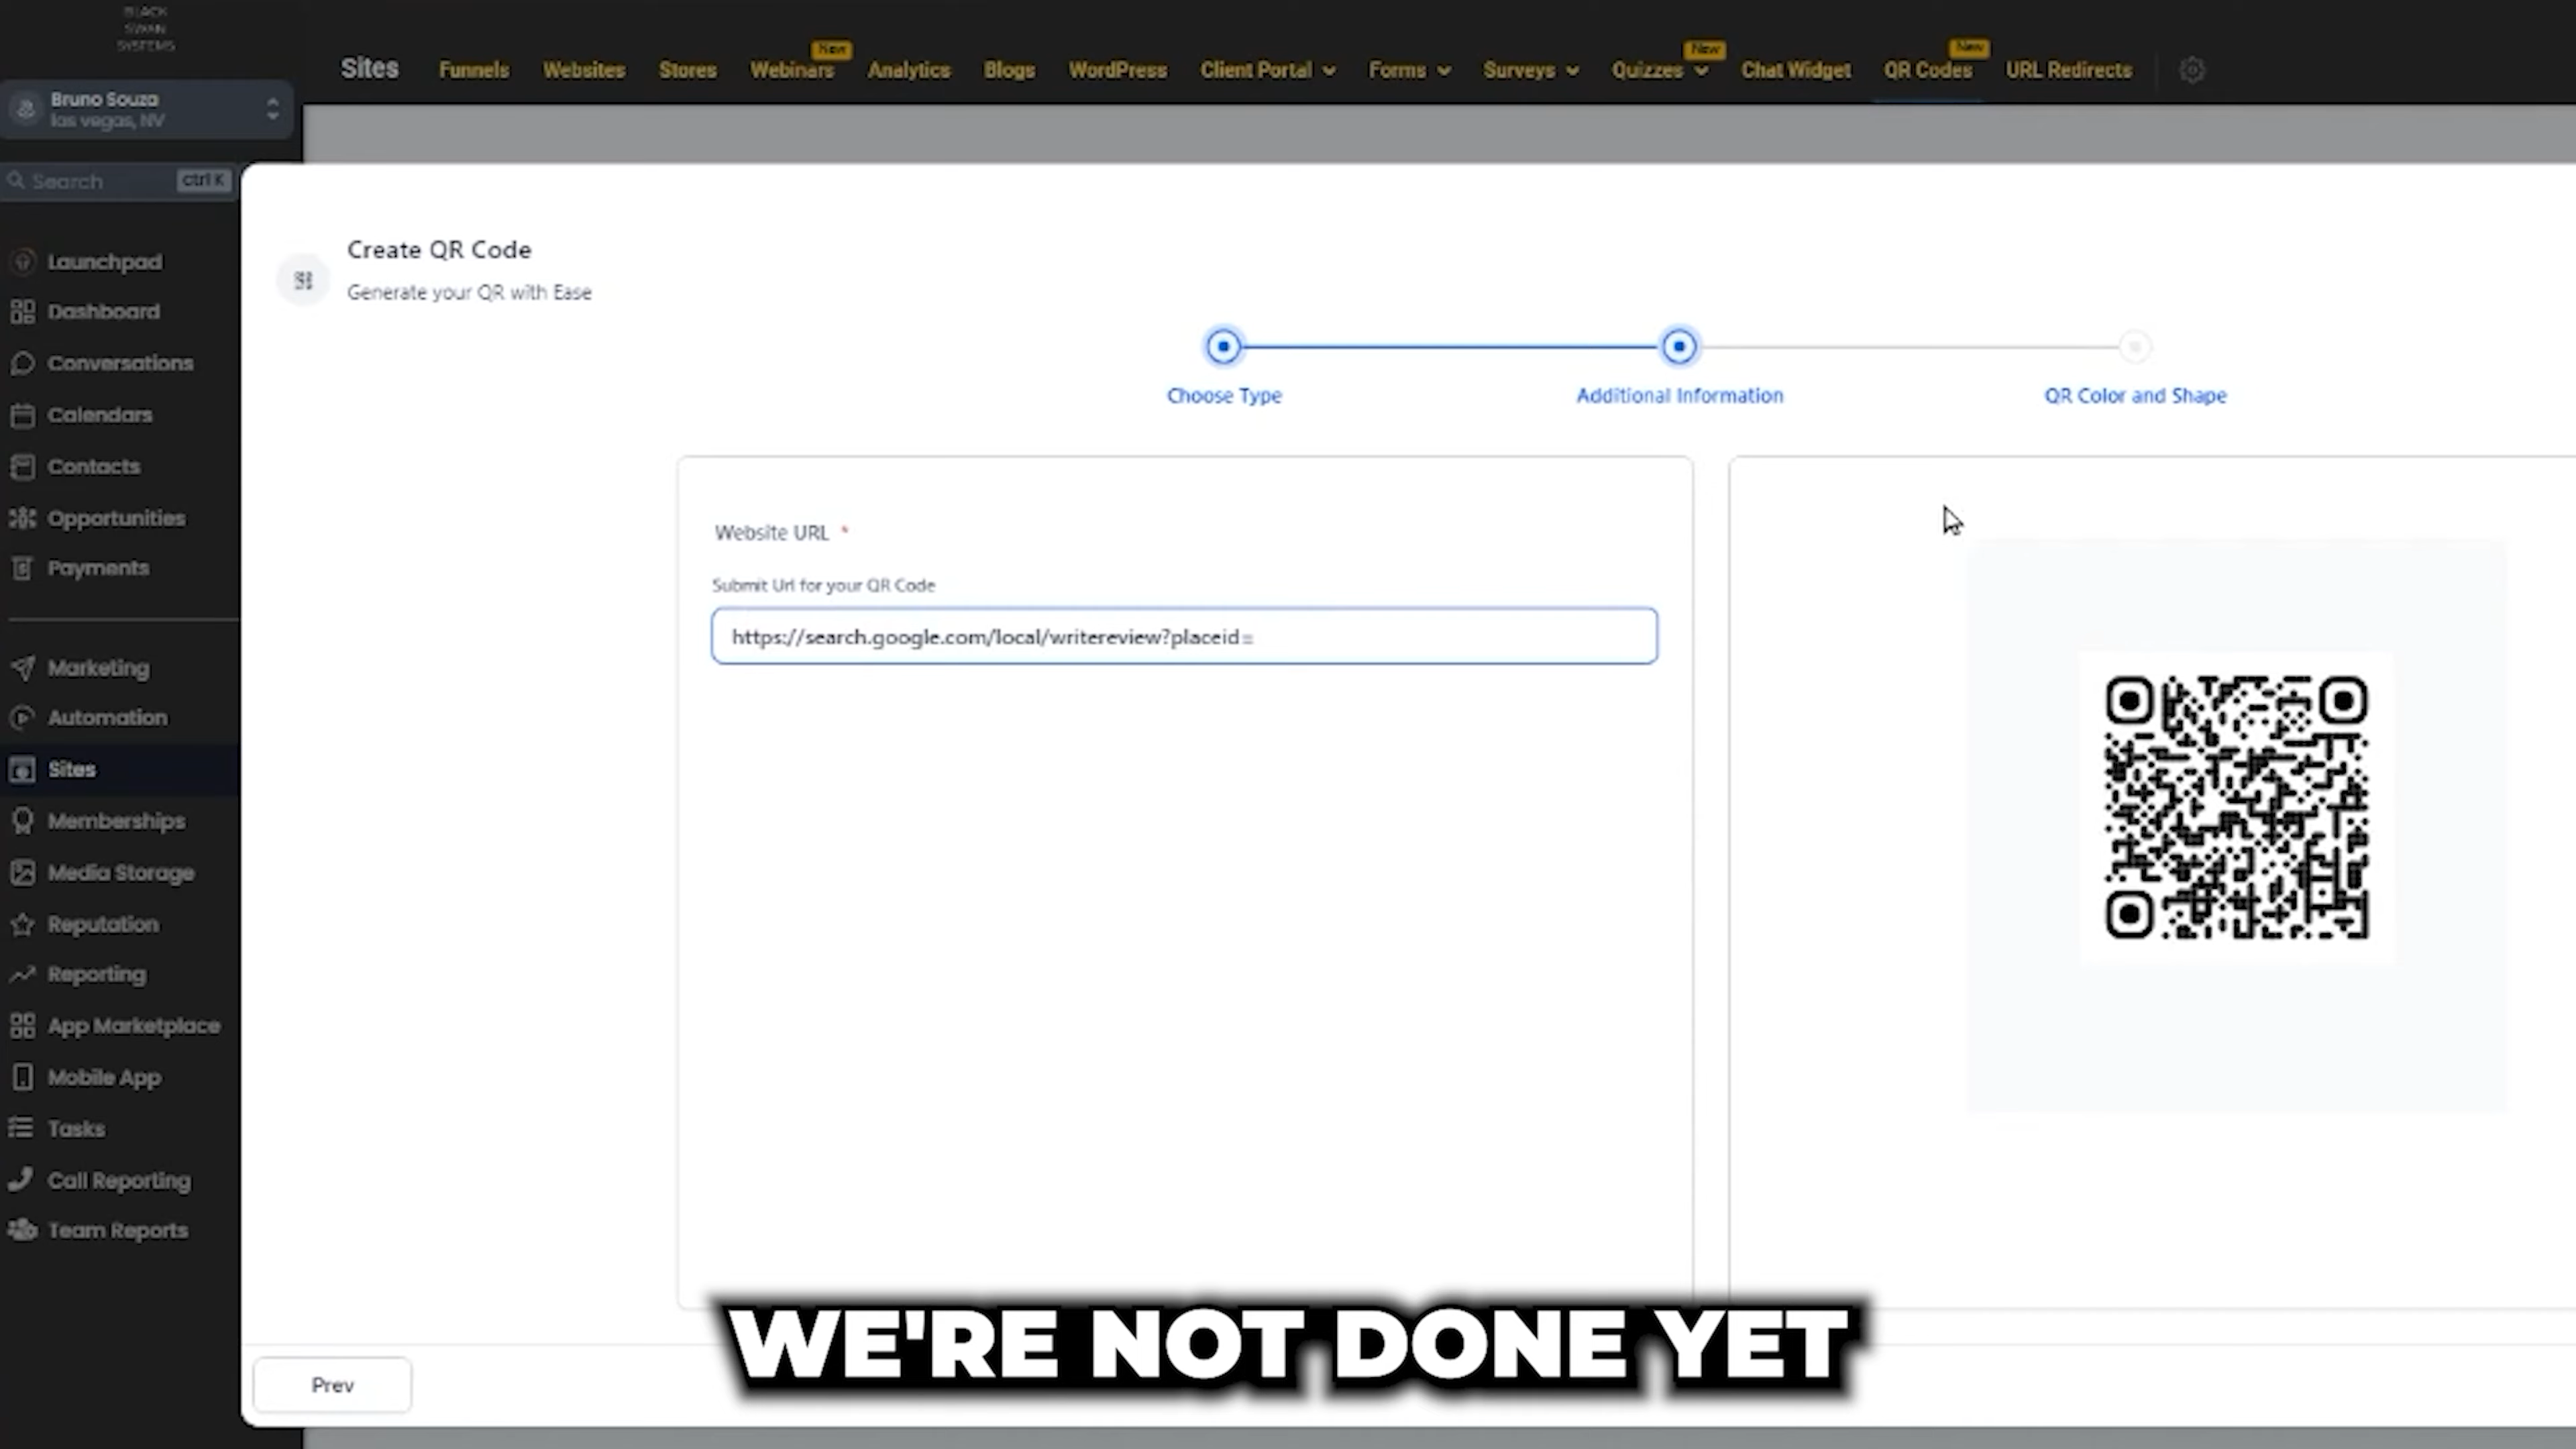 BLACK
SWAN
SYSTEMS
Bruno Souza
las vegas, NV
Search
ctrl K
Launchpad
Dashboard
Conversations
Calendars
Contacts
Opportunities
Payments
Marketing
Automation
Sites
Memberships
Media Storage
Reputation
Reporting
App Marketplace
Mobile App
Tasks
Call Reporting
Team Reports
Sites
Funnels
Websites
Stores
Webinars
New
Analytics
Blogs
WordPress
Client Portal
Forms
Surveys
Quizzes
New
Chat Widget
QR Codes
New
URL Redirects
Create QR Code
Generate your QR with Ease
Choose Type
Additional Information
QR Color and Shape
Website URL *
Submit Url for your QR Code
https://search.google.com/local/writereview?placeid=
WE'RE NOT DONE YET
Prev